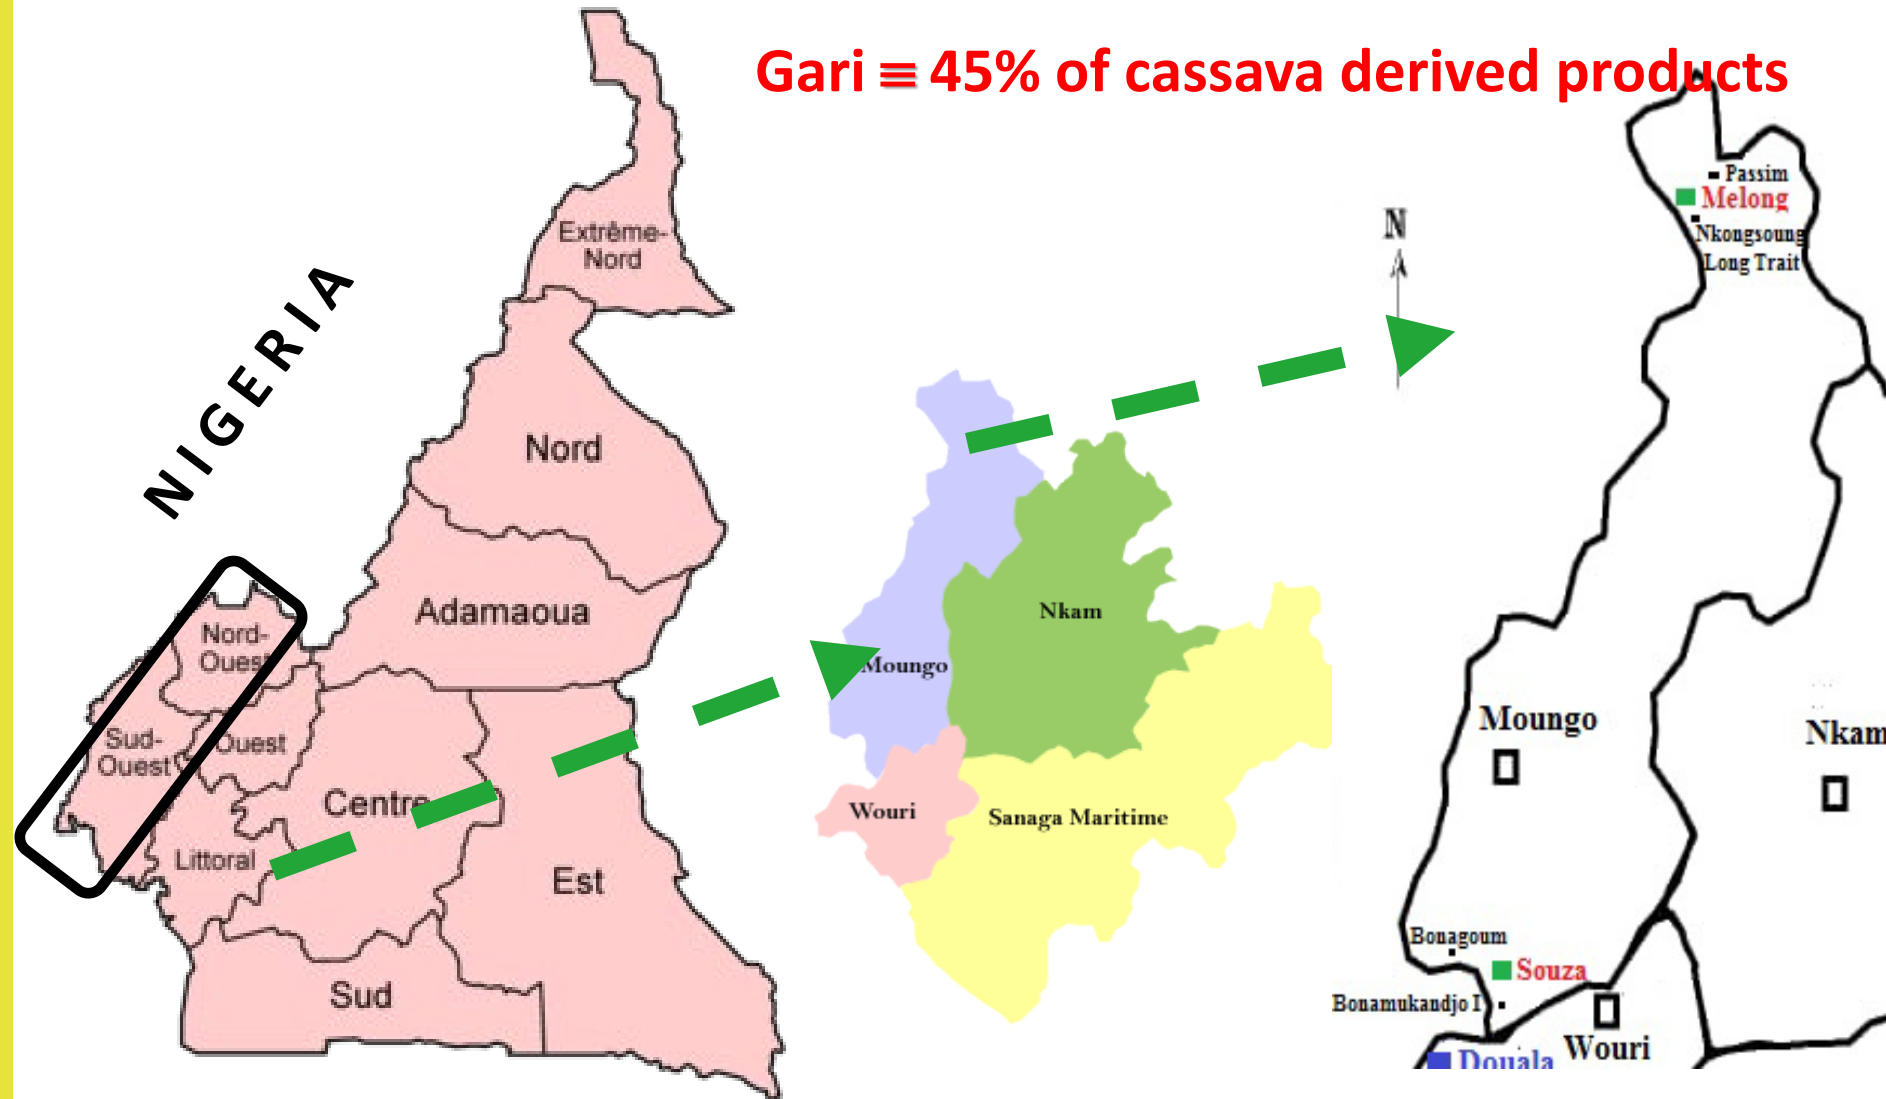 Gari ≡ 45% of cassava derived products
NIGERIA
Extrême-
Nord
Nord
Adamaoua
Nord-
Ouest
Sud-
Ouest
Ouest
Centre
Littoral
Est
Sud
Moungo
Nkam
Wouri
Sanaga Maritime
N
Passim
Melong
Nkongsoung
Long Trait
Moungo
Nkam
Bonagoum
Souza
Bonamukandjo I
Wouri
Douala